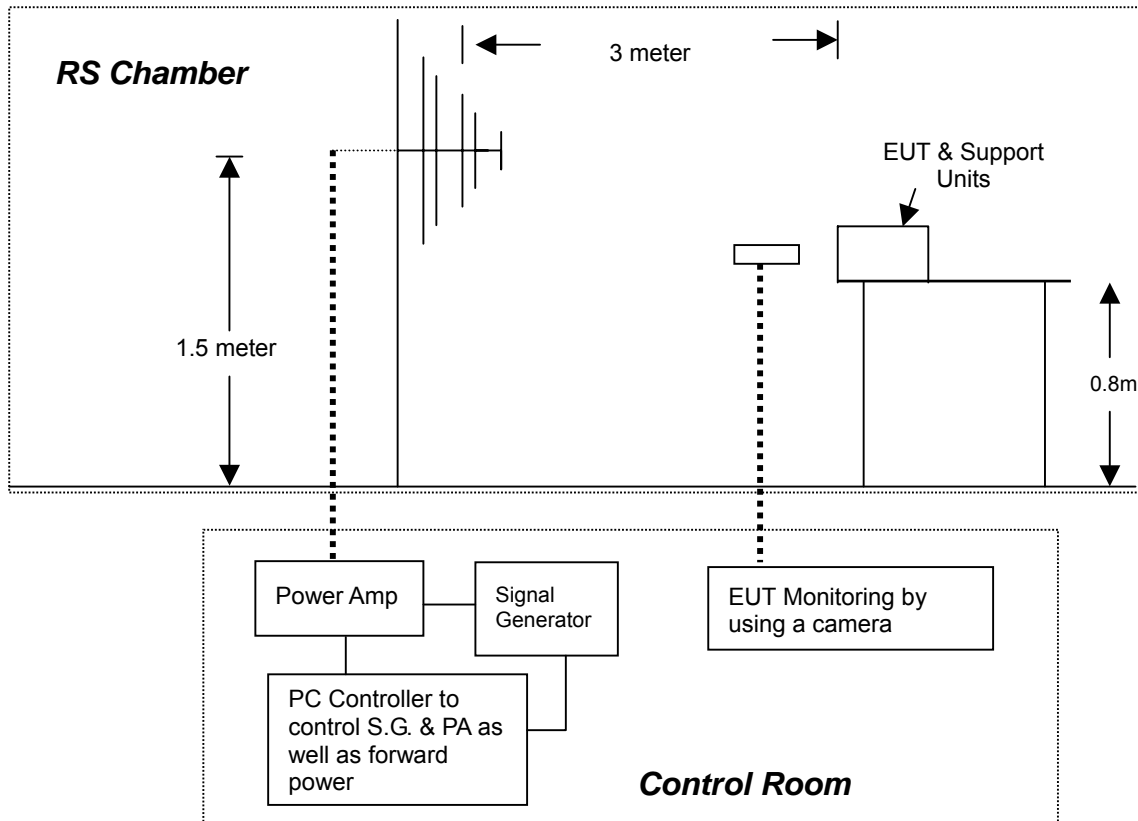 3 meter
RS Chamber
EUT & Support
Units
1.5 meter
0.8m
Power Amp
Signal
Generator
EUT Monitoring by
using a camera
PC Controller to
control S.G. & PA as
well as forward
power
Control Room